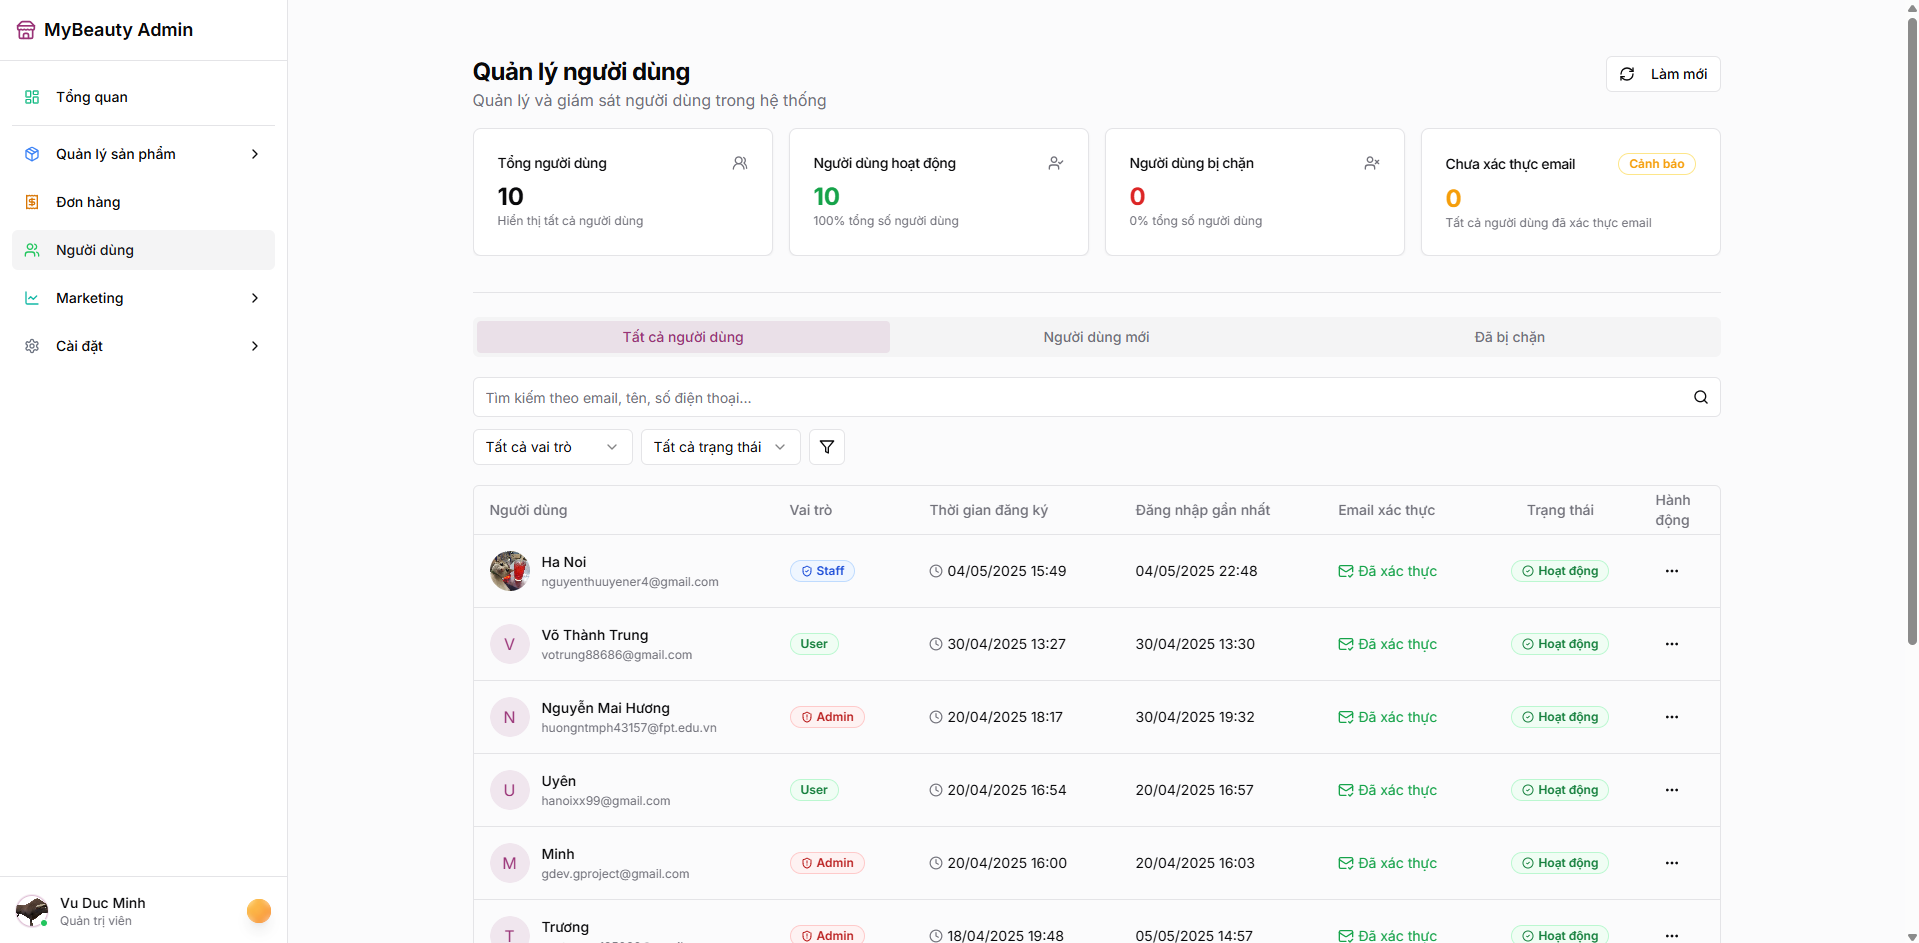 MyBeauty Admin
Tổng quan
Quản lý sản phẩm
Đơn hàng
Người dùng
Marketing
Cài đặt
Vu Duc Minh
Quản trị viên
Quản lý người dùng
Quản lý và giám sát người dùng trong hệ thống
Làm mới
Tổng người dùng
10
Hiển thị tất cả người dùng
Người dùng hoạt động
10
100% tổng số người dùng
Người dùng bị chặn
0
0% tổng số người dùng
Chưa xác thực email
Cảnh báo
0
Tất cả người dùng đã xác thực email
Tất cả người dùng
Người dùng mới
Đã bị chặn
Tìm kiếm theo email, tên, số điện thoại...
Tất cả vai trò
Tất cả trạng thái
Người dùng Vai trò Thời gian đăng ký Đăng nhập gần nhất Email xác thực Trạng thái Hành động
Ha Noi
nguyenthuuyener4@gmail.com
Staff 04/05/2025 15:49 04/05/2025 22:48 Đã xác thực Hoạt động
V
Võ Thành Trung
votrung88686@gmail.com
User 30/04/2025 13:27 30/04/2025 13:30 Đã xác thực Hoạt động
N
Nguyễn Mai Hương
huongntmph43157@fpt.edu.vn
Admin 20/04/2025 18:17 30/04/2025 19:32 Đã xác thực Hoạt động
U
Uyên
hanoixx99@gmail.com
User 20/04/2025 16:54 20/04/2025 16:57 Đã xác thực Hoạt động
M
Minh
gdev.gproject@gmail.com
Admin 20/04/2025 16:00 20/04/2025 16:03 Đã xác thực Hoạt động
T
Trương
Admin 18/04/2025 19:48 05/05/2025 14:57 Đã xác thực Hoạt động